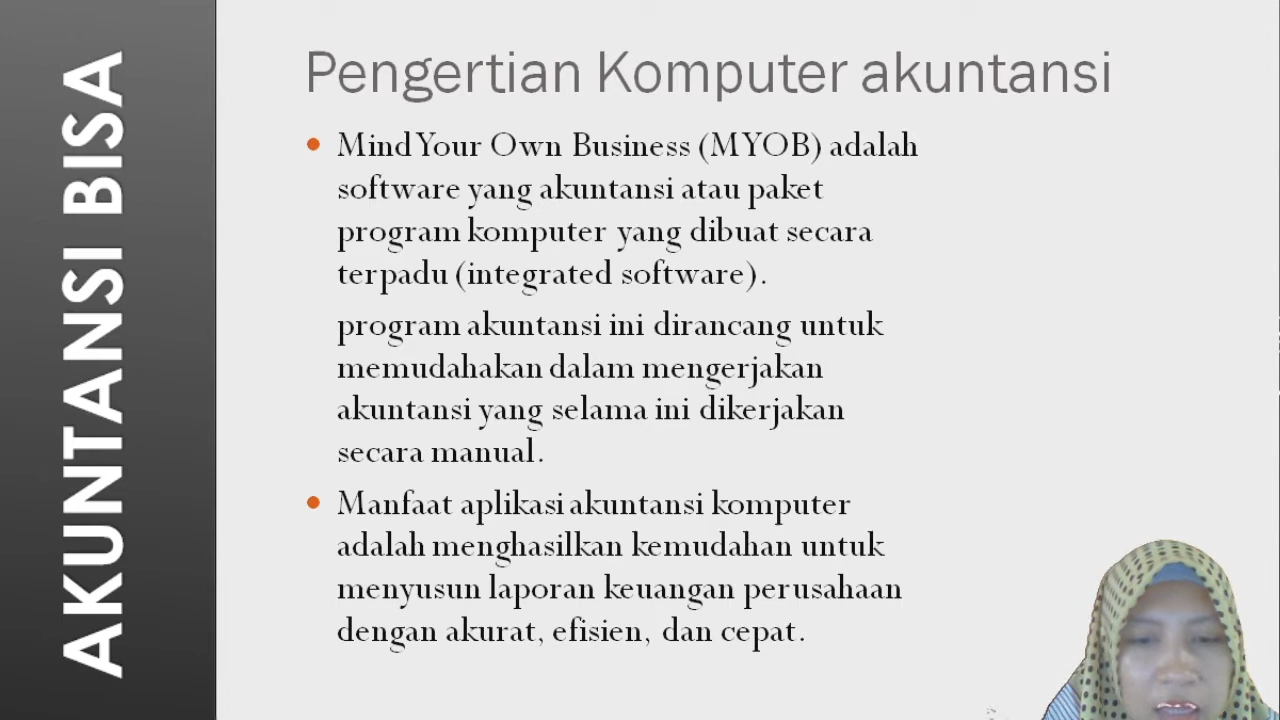 AKUNTANSI BISA
Pengertian Komputer akuntansi
Mind Your Own Business (MYOB) adalah
software yang akuntansi atau paket
program komputer yang dibuat secara
terpadu (integrated software).
program akuntansi ini dirancang untuk
memudahakan dalam mengerjakan
akuntansi yang selama ini dikerjakan
secara manual.
Manfaat aplikasi akuntansi komputer
adalah menghasilkan kemudahan untuk
menyusun laporan keuangan perusahaan
dengan akurat, efisien, dan cepat.